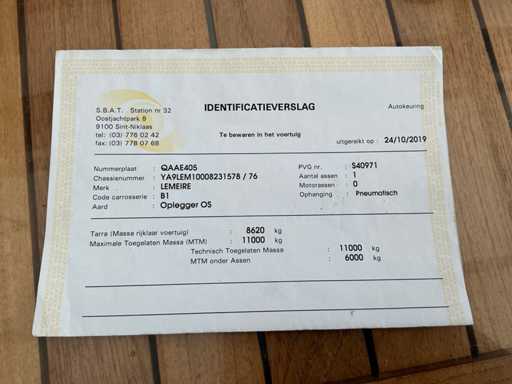 S.B.A.T. Station nr 32
Oostjachtpark 8
9100 Sint-Niklaas
tel: (03) 776 02 42
fax: (03) 778 07 68
IDENTIFICATIEVERSLAG
Autokeuring
Te bewaren in het voertuig
uitgereikt op : 24/10/2019
Nummerplaat : QAAE405
PVG nr. : S40971
Chassisnummer : YA9LEM10008231578 / 76
Aantal assen : 1
Merk : LEMEIRE
Motorassen : 0
Code carrosserie : B1
Ophanging : Pneumatisch
Aard : Oplegger O5
Tarra (Massa rijklaar voertuig) : 8620 kg
Maximale Toegelaten Massa (MTM) : 11000 kg
Technisch Toegelaten Massa : 11000 kg
MTM onder Assen : 6000 kg